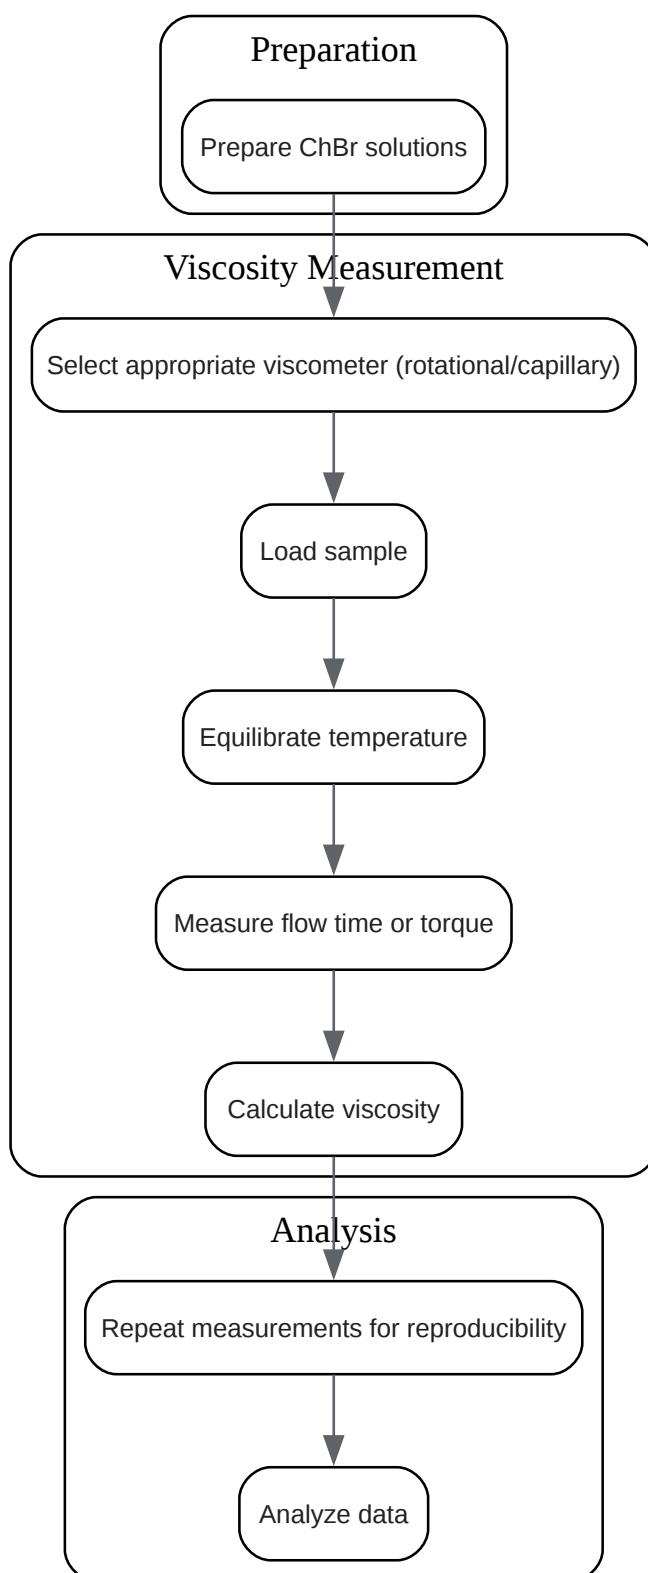 Preparation
Prepare ChBr solutions
Viscosity Measurement
Select appropriate viscometer (rotational/capillary)
Load sample
Equilibrate temperature
Measure flow time or torque
Calculate viscosity
Analysis
Repeat measurements for reproducibility
Analyze data